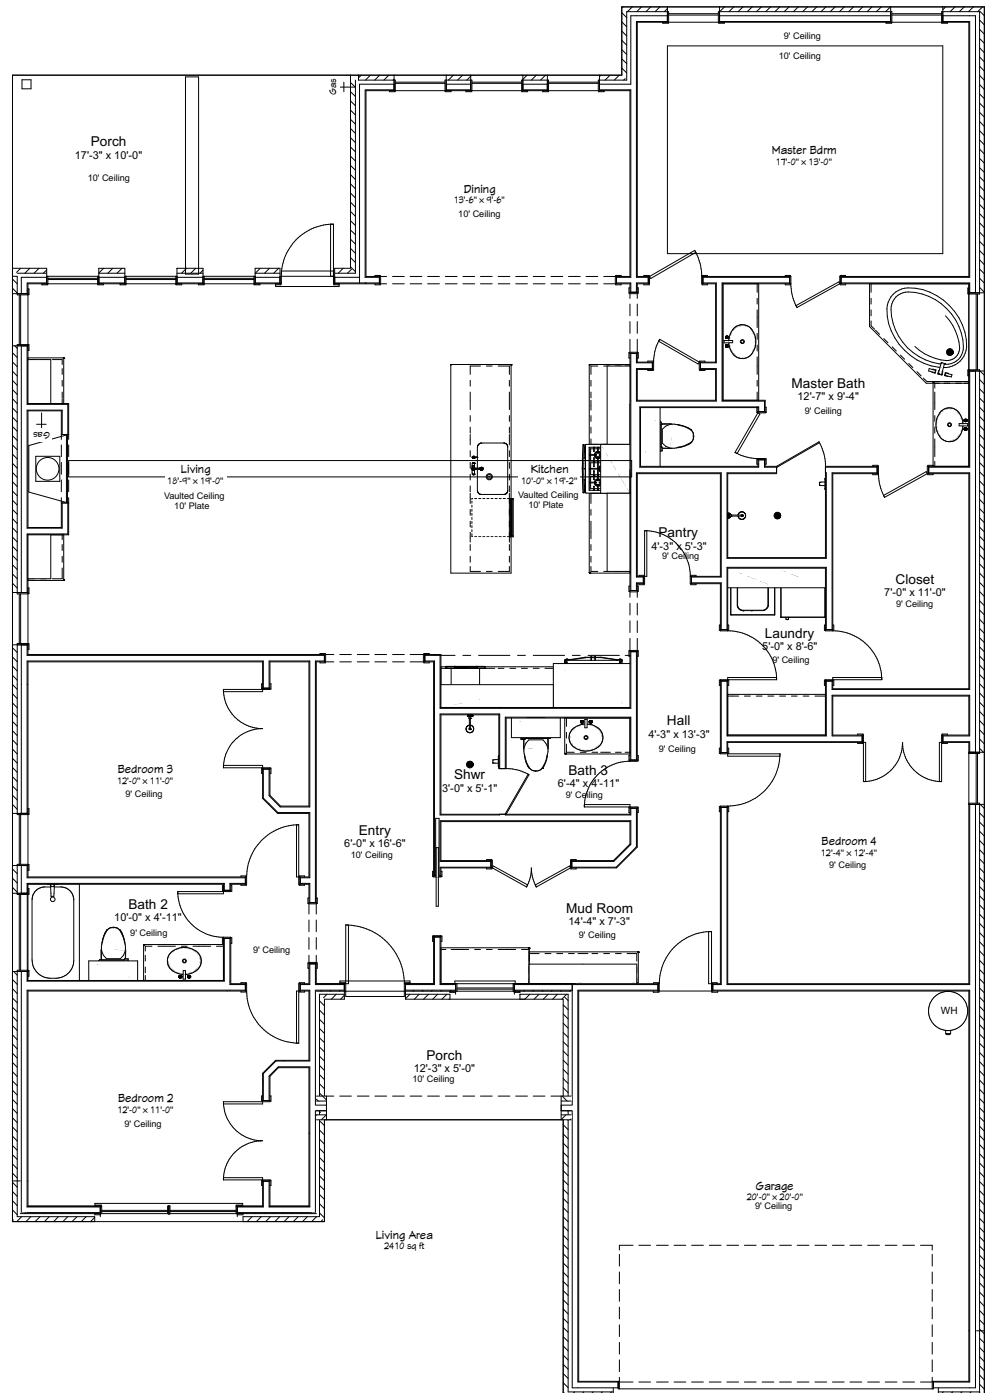 9' Ceiling
10' Ceiling
Master Bdrm
17'-0" x 13'-0"
Gas
Porch
17'-3" x 10'-0"
10' Ceiling
Dining
13'-6" x 9'-6"
10' Ceiling
Master Bath
12'-7" x 9'-4"
9' Ceiling
Gas
Living
18'-9" x 19'-0"
Vaulted Ceiling
10' Plate
Kitchen
10'-0" x 19'-2"
Vaulted Ceiling
10' Plate
Pantry
4'-3" x 5'-3"
9' Ceiling
Closet
7'-0" x 11'-0"
9' Ceiling
Laundry
5'-0" x 8'-6"
9' Ceiling
Hall
4'-3" x 13'-3"
9' Ceiling
Bedroom 3
12'-0" x 11'-0"
9' Ceiling
Shwr
3'-0" x 5'-1"
Bath 3
6'-4" x 4'-11"
9' Ceiling
Entry
6'-0" x 16'-6"
10' Ceiling
Bedroom 4
12'-4" x 12'-4"
9' Ceiling
Bath 2
10'-0" x 4'-11"
9' Ceiling
9' Ceiling
Mud Room
14'-4" x 7'-3"
9' Ceiling
WH
Porch
12'-3" x 5'-0"
10' Ceiling
Bedroom 2
12'-0" x 11'-0"
9' Ceiling
Garage
20'-0" x 20'-0"
9' Ceiling
Living Area
2410 sq ft